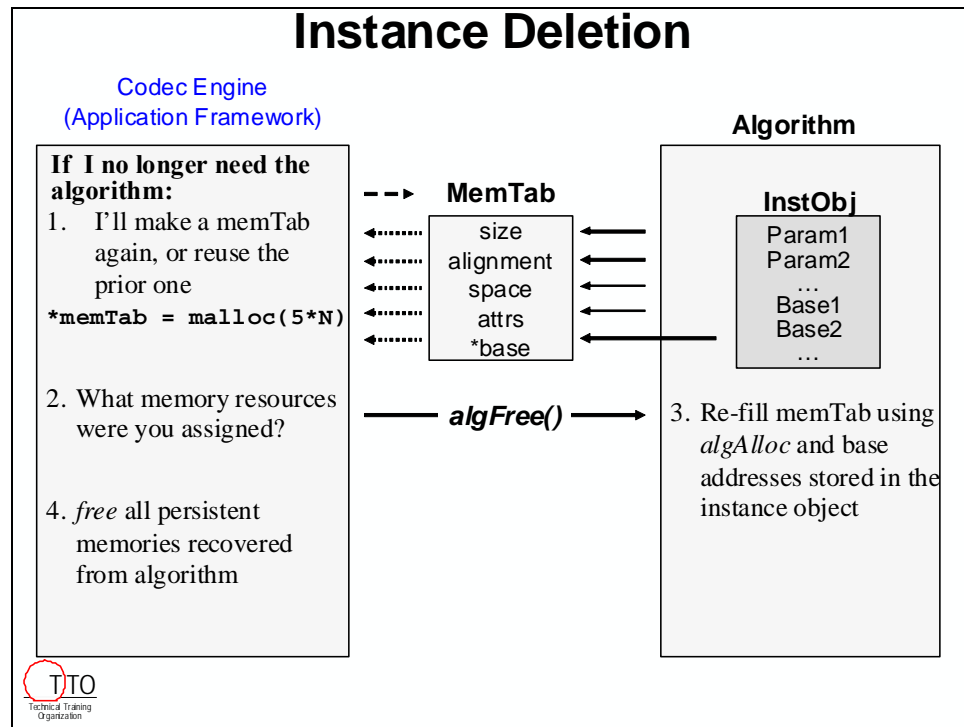 Instance Deletion
Codec Engine
(Application Framework)
If I no longer need the
algorithm:
1. I'll make a memTab
again, or reuse the
prior one
*memTab = malloc(5*N)
2. What memory resources
were you assigned?
4. free all persistent
memories recovered
from algorithm
MemTab
size
alignment
space
attrs
*base
algFree()
Algorithm
InstObj
Param1
Param2
…
Base1
Base2
…
3. Re-fill memTab using
algAlloc and base
addresses stored in the
instance object
TTO
Technical Training
Organization